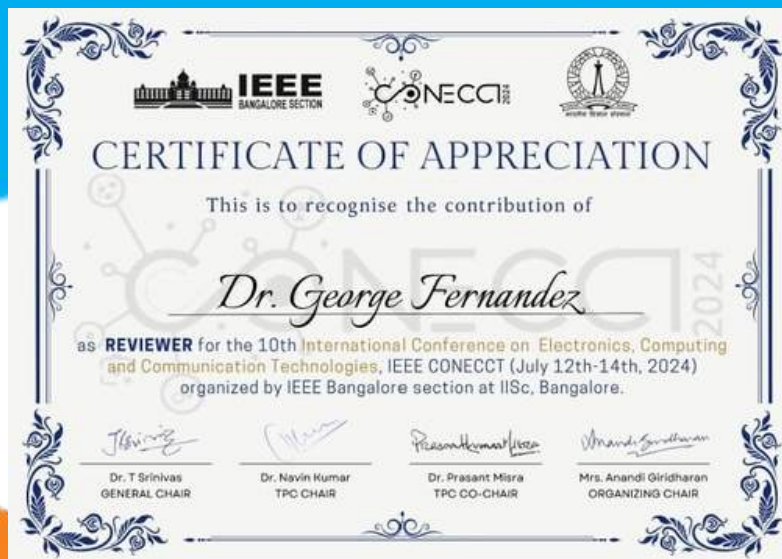 IEEE
BANGALORE SECTION
CONECCT 2024
भारतीय विज्ञान संस्थान
CERTIFICATE OF APPRECIATION
This is to recognise the contribution of
Dr. George Fernandez
as REVIEWER for the 10th International Conference on Electronics, Computing
and Communication Technologies, IEEE CONECCT (July 12th-14th, 2024)
organized by IEEE Bangalore section at IISc, Bangalore.
Dr. T Srinivas
GENERAL CHAIR
Dr. Navin Kumar
TPC CHAIR
Dr. Prasant Misra
TPC CO-CHAIR
Mrs. Anandi Giridharan
ORGANIZING CHAIR
CONECCT 2024